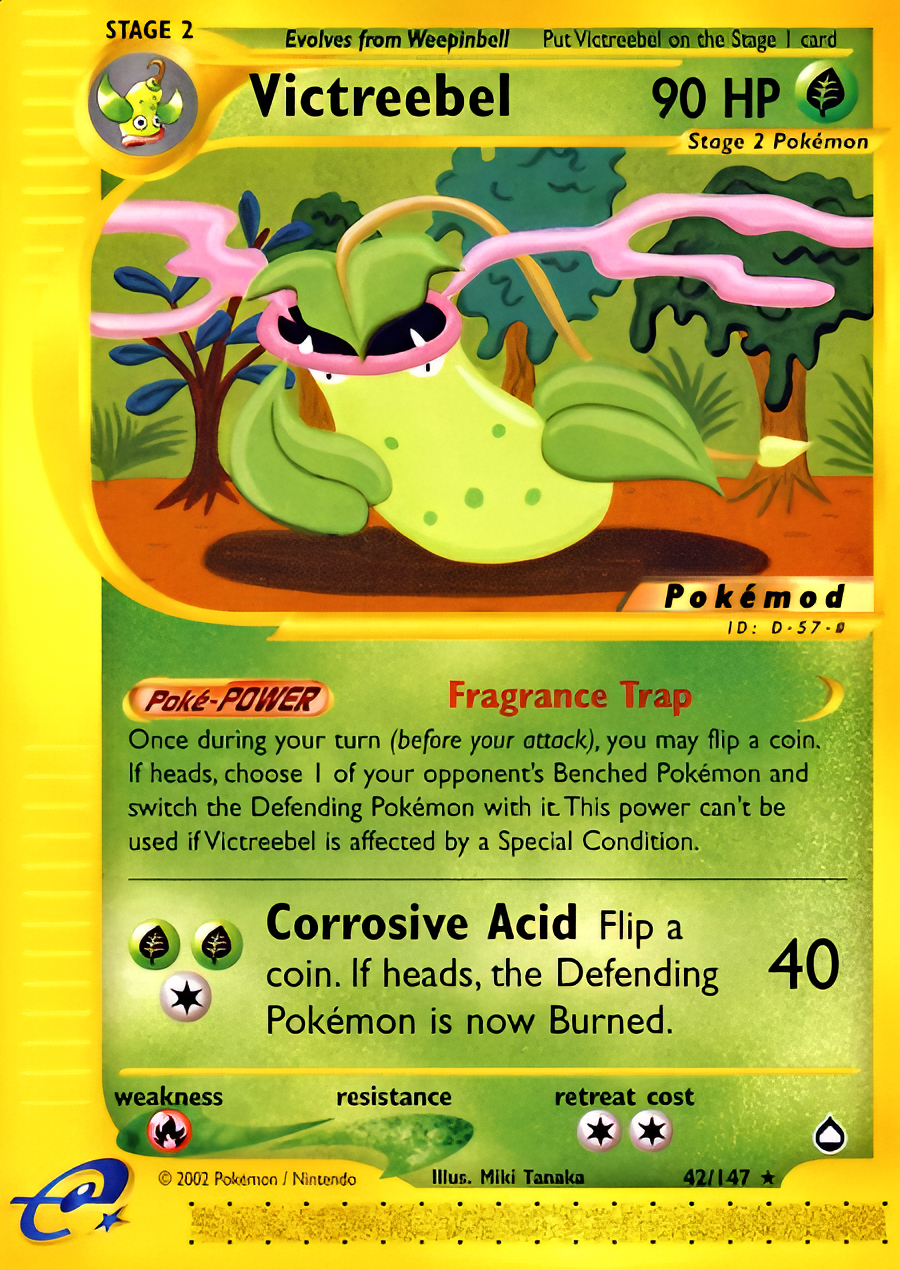 STAGE 2
Evolves from Weepinbell Put Victreebel on the Stage 1 card
Victreebel 90 HP
Stage 2 Pokémon
Pokémod
ID: D-57-#
Poké-POWER Fragrance Trap
Once during your turn (before your attack), you may flip a coin.
If heads, choose 1 of your opponent's Benched Pokémon and
switch the Defending Pokémon with it. This power can't be
used if Victreebel is affected by a Special Condition.
Corrosive Acid Flip a
coin. If heads, the Defending
Pokémon is now Burned.
40
weakness resistance retreat cost
© 2002 Pokémon / Nintendo Illus. Miki Tanaka 42/147 ★
e